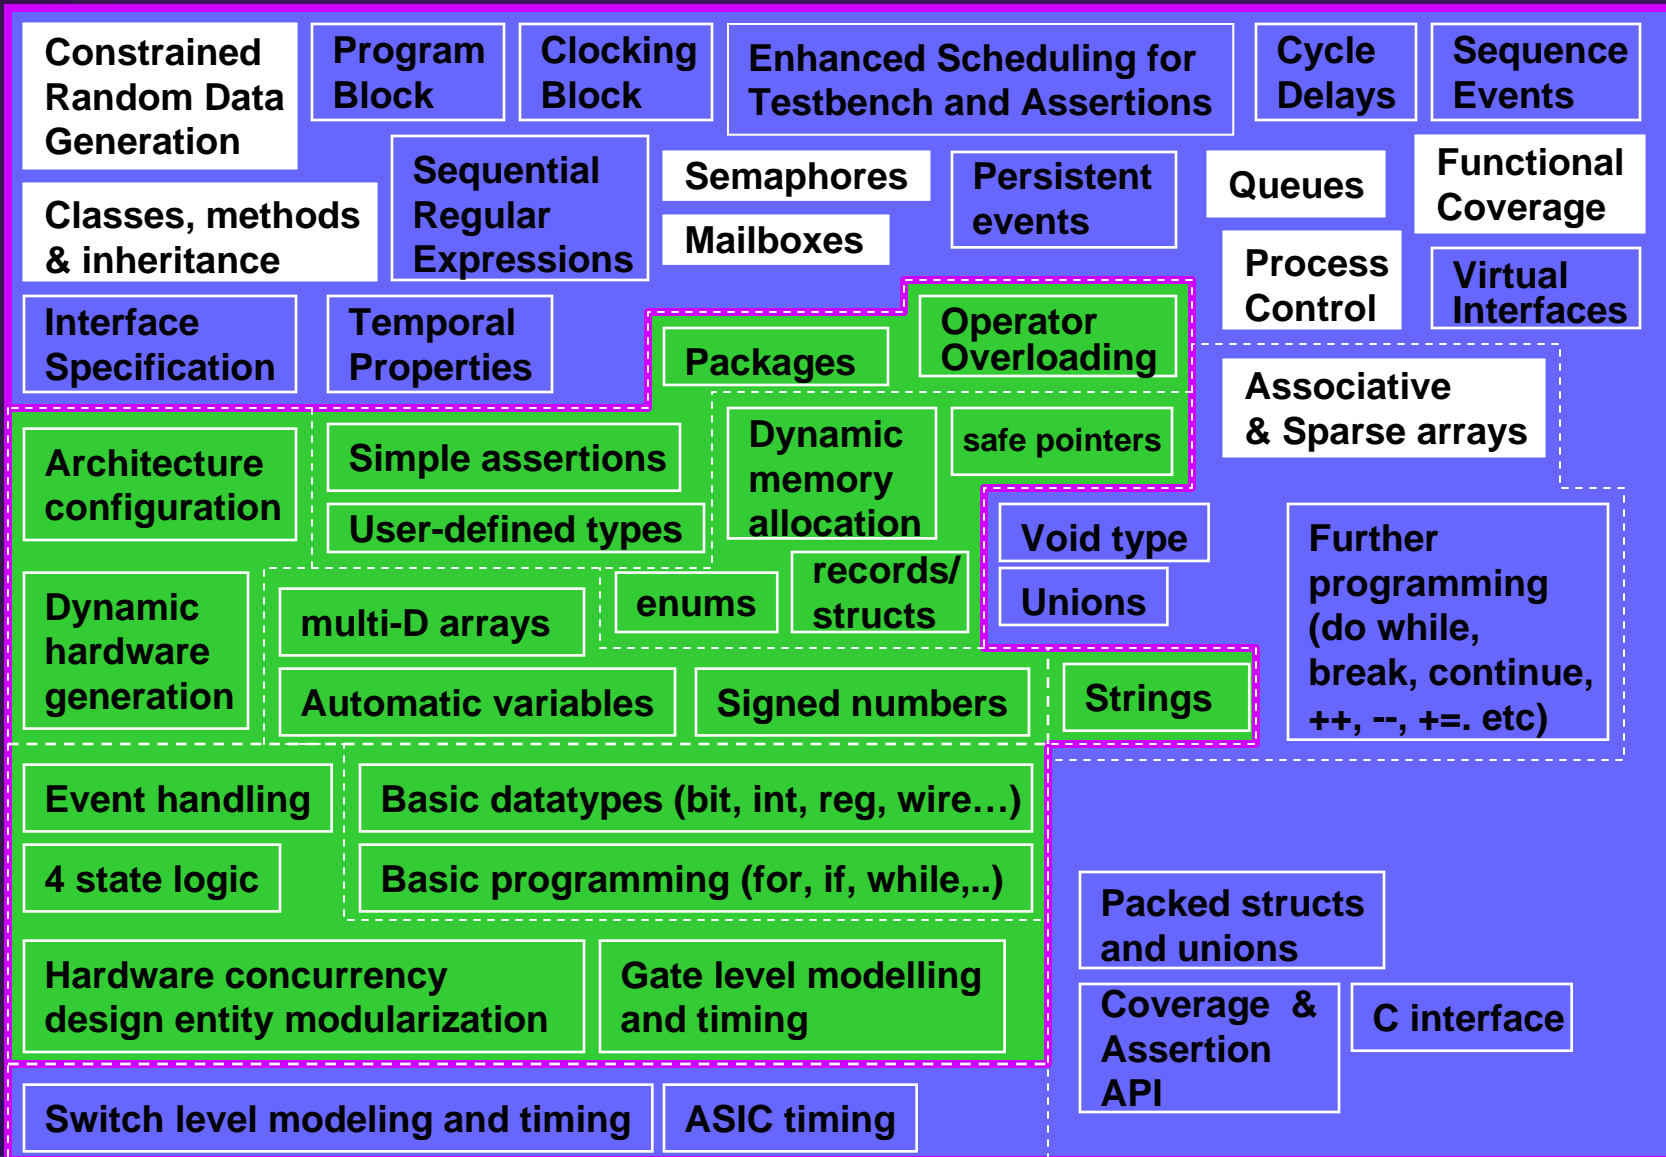 Constrained
Random Data
Generation
Program
Block
Clocking
Block
Enhanced Scheduling for
Testbench and Assertions
Cycle
Delays
Sequence
Events
Classes, methods
& inheritance
Sequential
Regular
Expressions
Semaphores
Mailboxes
Persistent
events
Queues
Functional
Coverage
Process
Control
Virtual
Interfaces
Interface
Specification
Temporal
Properties
Packages
Operator
Overloading
Associative
& Sparse arrays
Architecture
configuration
Simple assertions
User-defined types
Dynamic
memory
allocation
safe pointers
Void type
Unions
Further
programming
(do while,
break, continue,
++, --, +=. etc)
Dynamic
hardware
generation
multi-D arrays
enums
records/
structs
Automatic variables
Signed numbers
Strings
Event handling
Basic datatypes (bit, int, reg, wire…)
4 state logic
Basic programming (for, if, while,..)
Packed structs
and unions
Hardware concurrency
design entity modularization
Gate level modelling
and timing
Coverage &
Assertion
API
C interface
Switch level modeling and timing
ASIC timing